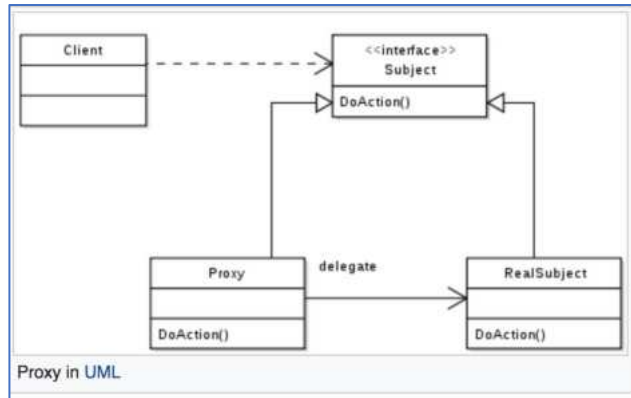 Client
<<interface>>
Subject
DoAction()
Proxy
delegate
RealSubject
DoAction()
DoAction()
Proxy in UML